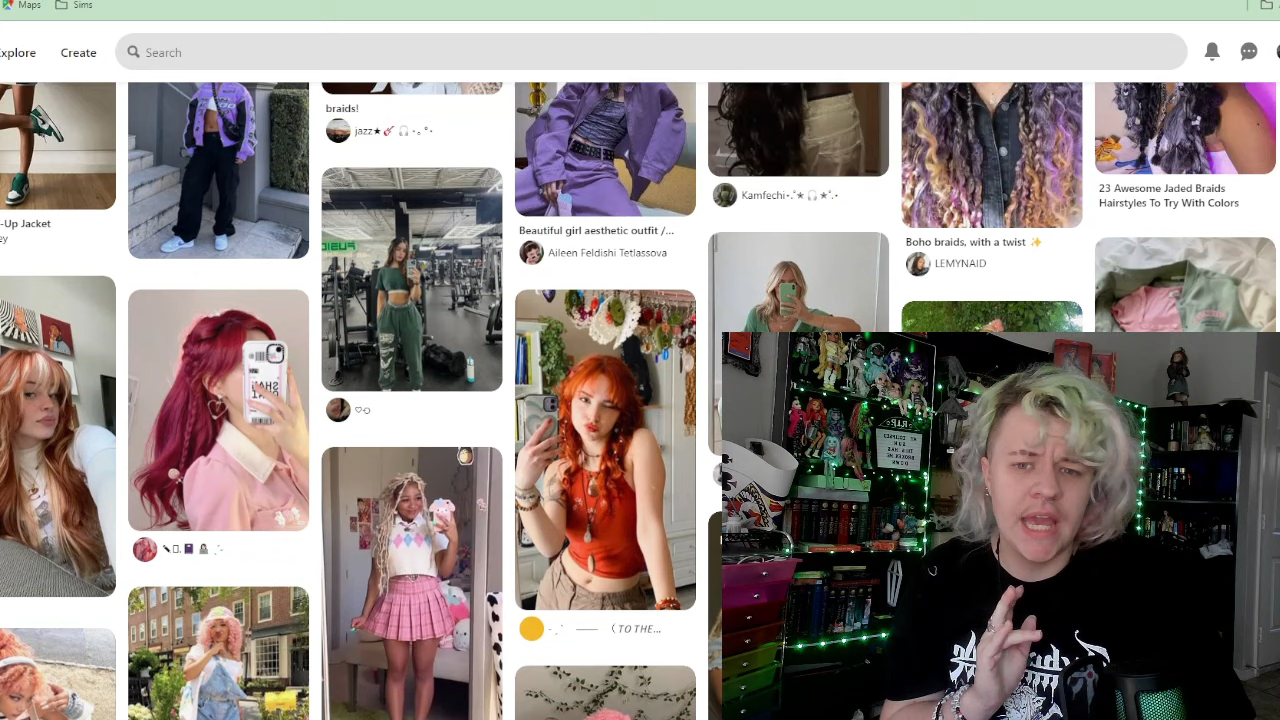 Maps
Sims
Explore
Create
Search
braids!
jazz★
Kamfechi
23 Awesome Jaded Braids
Hairstyles To Try With Colors
-Up Jacket
ey
Beautiful girl aesthetic outfit /...
Aileen Feldishi Tetlassova
Boho braids, with a twist ✨
LEMYNAID
( TO THE...